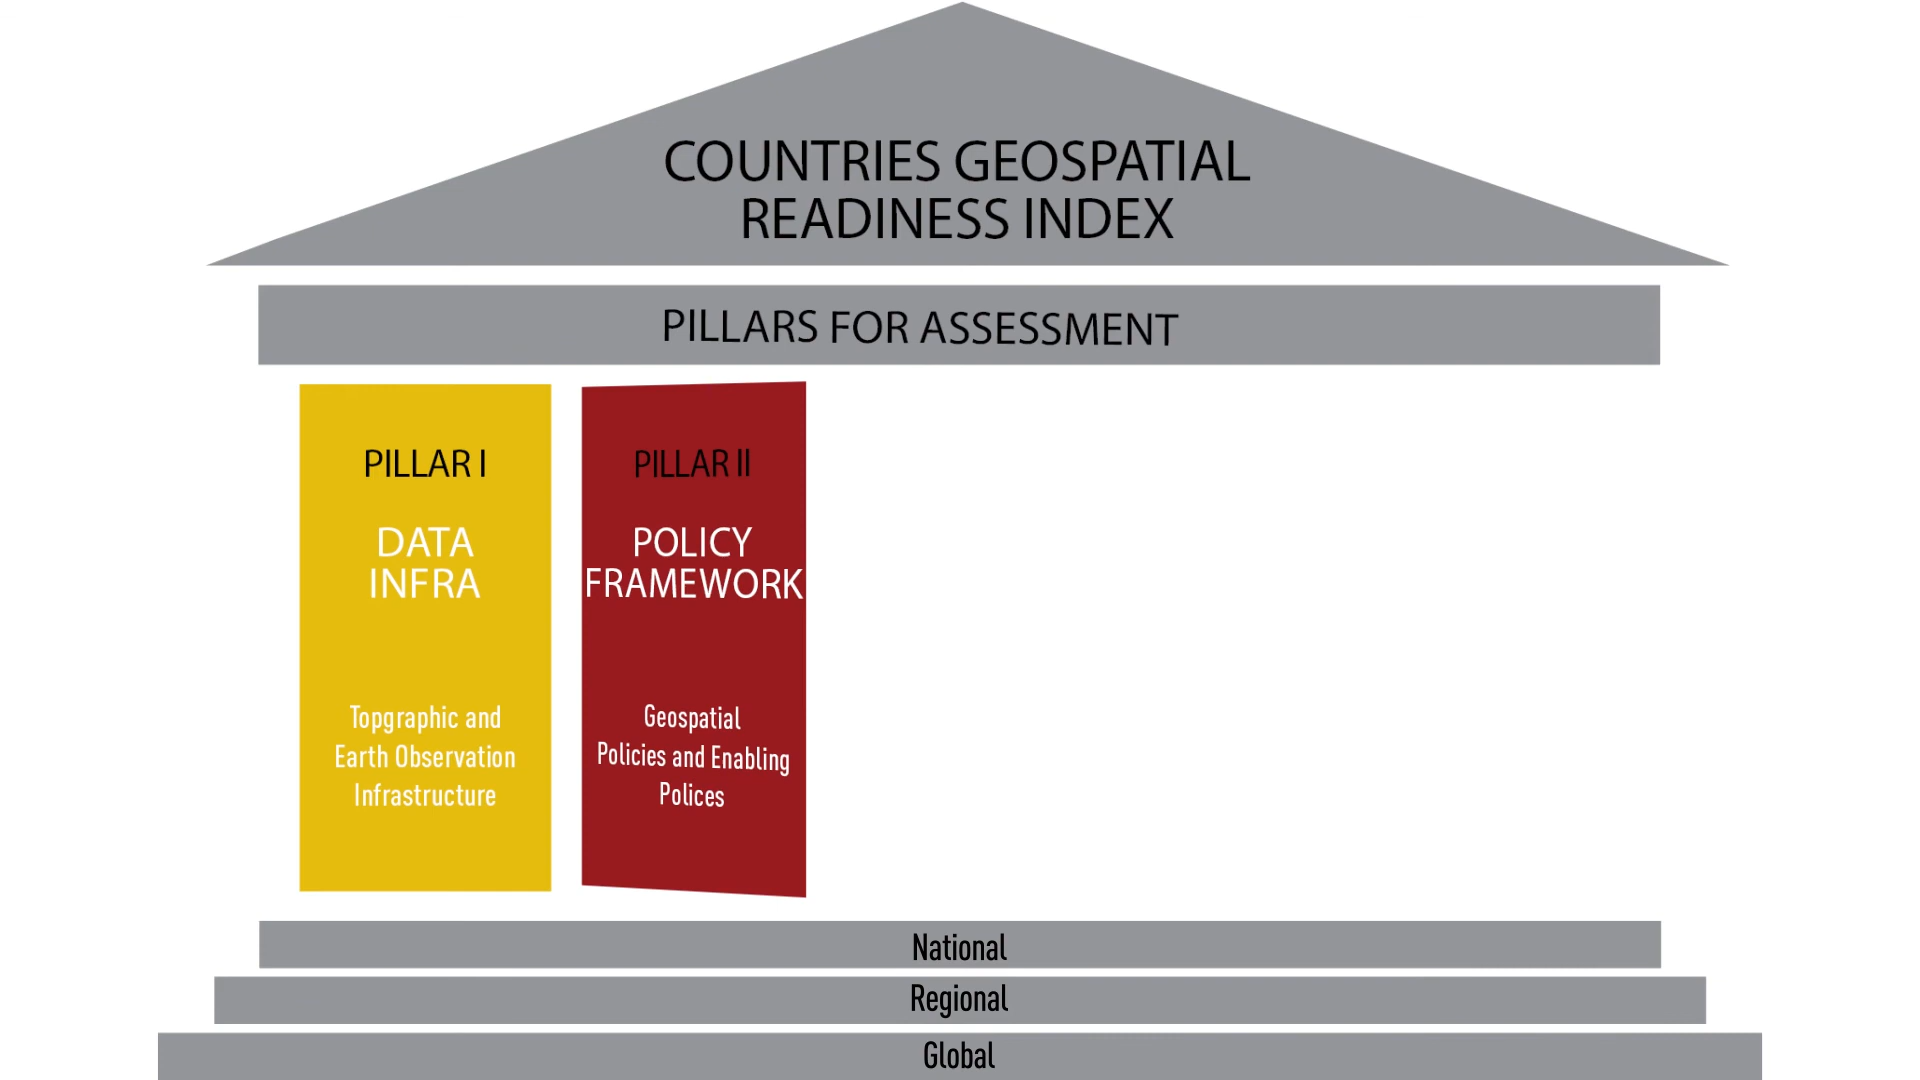 COUNTRIES GEOSPATIAL
READINESS INDEX
PILLARS FOR ASSESSMENT
PILLAR I
DATA
INFRA
Topgraphic and
Earth Observation
Infrastructure
PILLAR II
POLICY
FRAMEWORK
Geospatial
Policies and Enabling
Polices
National
Regional
Global